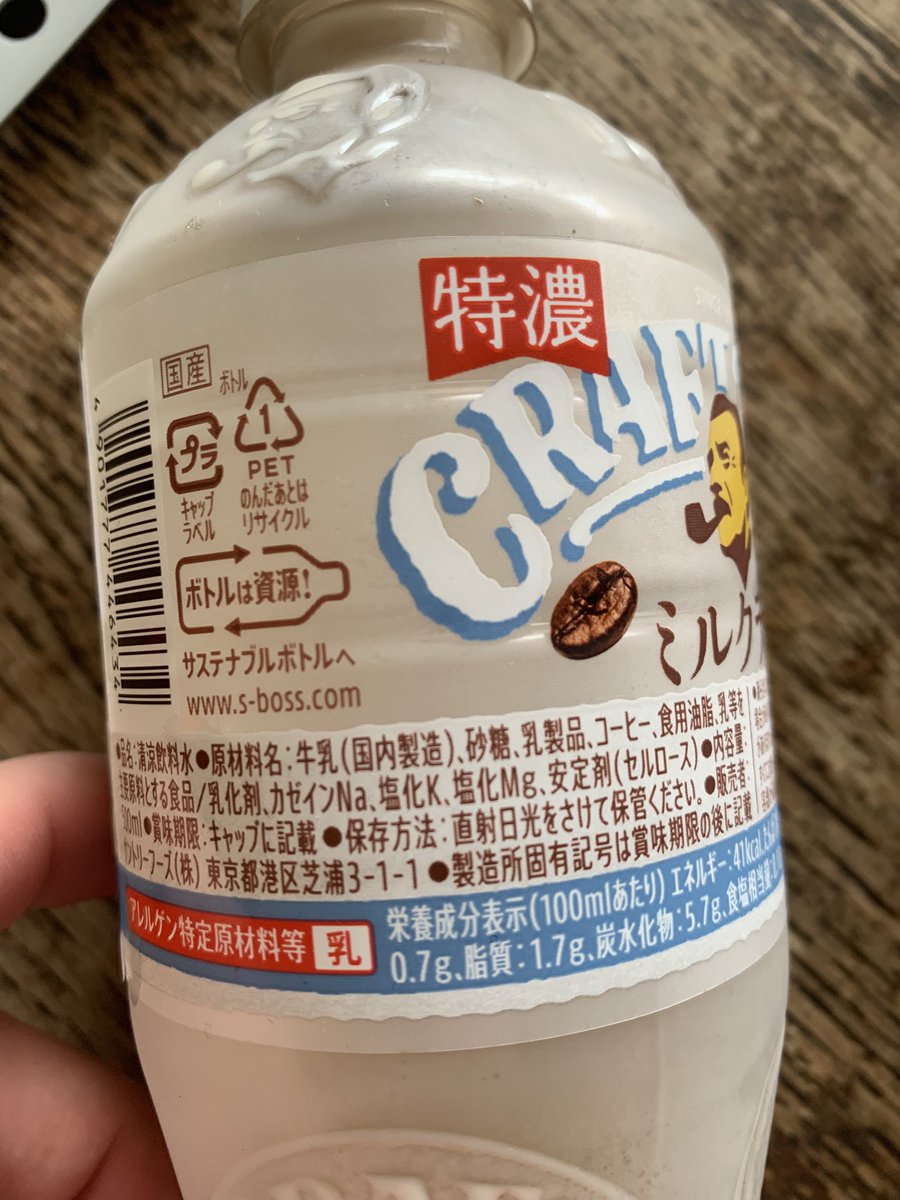 特濃
CRAFT
国産
ボトル
プラ
1
PET
キャップ
ラベル
のんだあとは
リサイクル
ボトルは資源!
サステナブルボトルへ
www.s-boss.com
4901777446434
ミルク
●品名:清涼飲料水●原材料名:牛乳(国内製造)、砂糖、乳製品、コーヒー、食用油脂、乳等を
主要原料とする食品/乳化剤、カゼインNa、塩化K、塩化Mg、安定剤(セルロース)●内容量:
00ml●賞味期限:キャップに記載●保存方法:直射日光をさけて保管ください。●販売者:
サントリーフーズ(株)東京都港区芝浦3-1-1●製造所固有記号は賞味期限の後に記載
アレルゲン特定原材料等 乳
栄養成分表示(100mlあたり)エネルギー:41kcal、たんぱ
0.7g、脂質:1.7g、炭水化物:5.7g、食塩相当量:0.